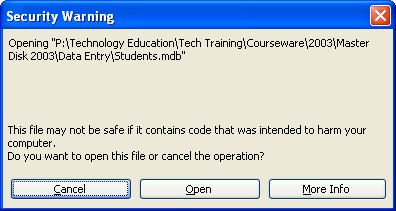 Security Warning
Opening "P:\Technology Education\Tech Training\Courseware\2003\Master
Disk 2003\Data Entry\Students.mdb"
This file may not be safe if it contains code that was intended to harm your
computer.
Do you want to open this file or cancel the operation?
Cancel Open More Info